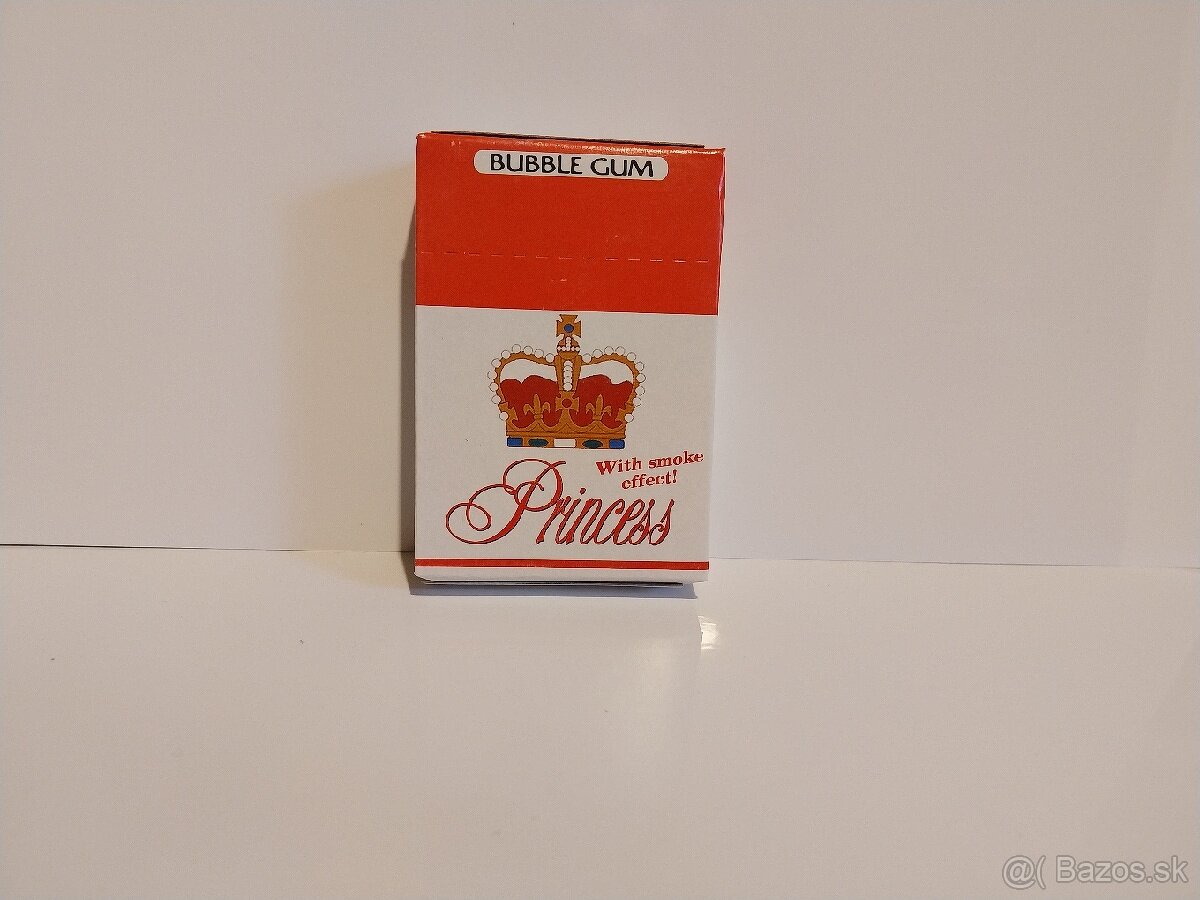 BUBBLE GUM
With smoke
effect!
Princess
@( Bazos.sk